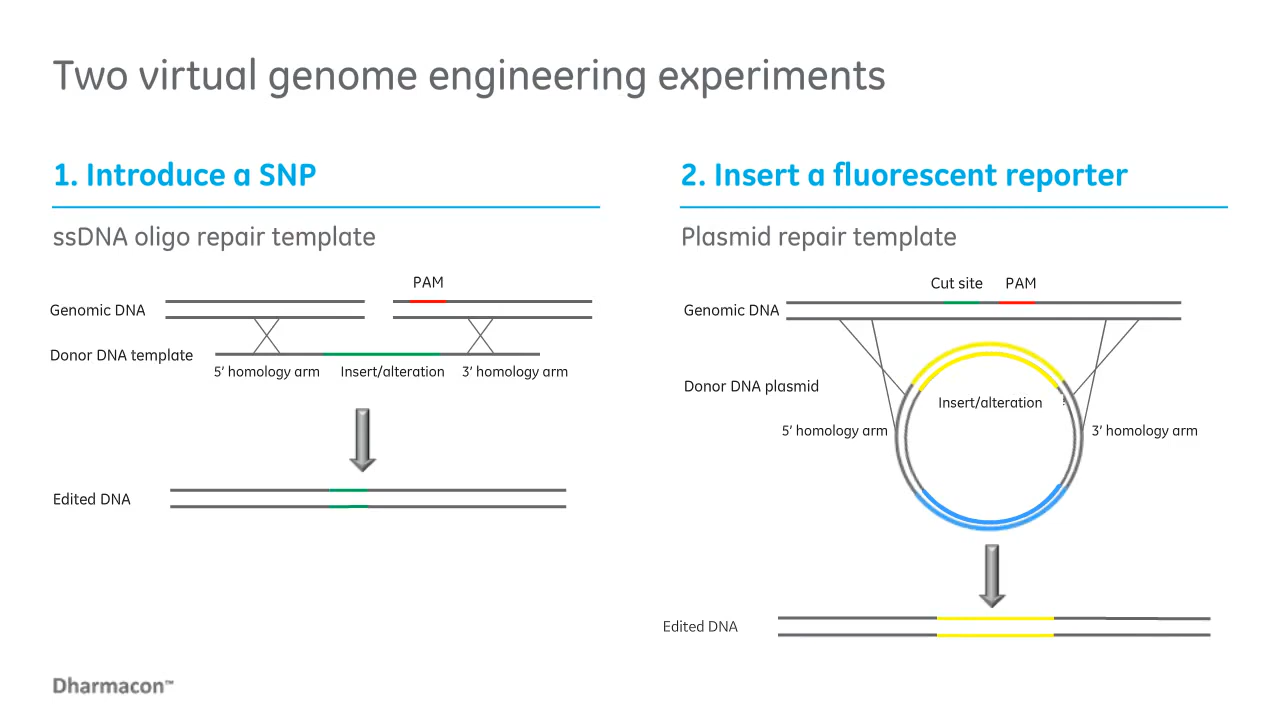 Two virtual genome engineering experiments
1. Introduce a SNP
ssDNA oligo repair template
PAM
Genomic DNA
Donor DNA template
5’ homology arm
Insert/alteration
3’ homology arm
Edited DNA
2. Insert a fluorescent reporter
Plasmid repair template
Cut site
PAM
Genomic DNA
Donor DNA plasmid
Insert/alteration
5’ homology arm
3’ homology arm
Edited DNA
Dharmacon™